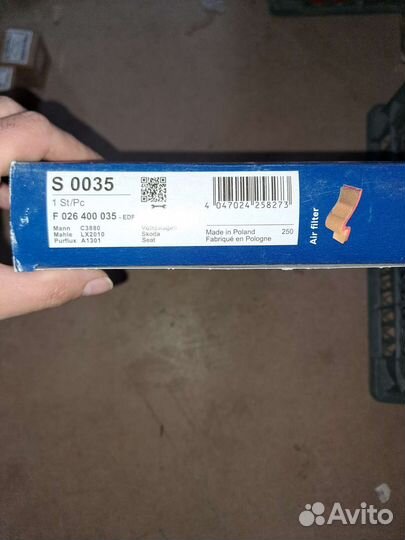 S 0035
1 St/Pc
F 026 400 035 - EDF
Mann C3880
Mahle LX2010
Purflux A1301
Volkswagen
Skoda
Seat
4 047024 258273
Made in Poland 250
Fabriqué en Pologne
Air filter
Avito